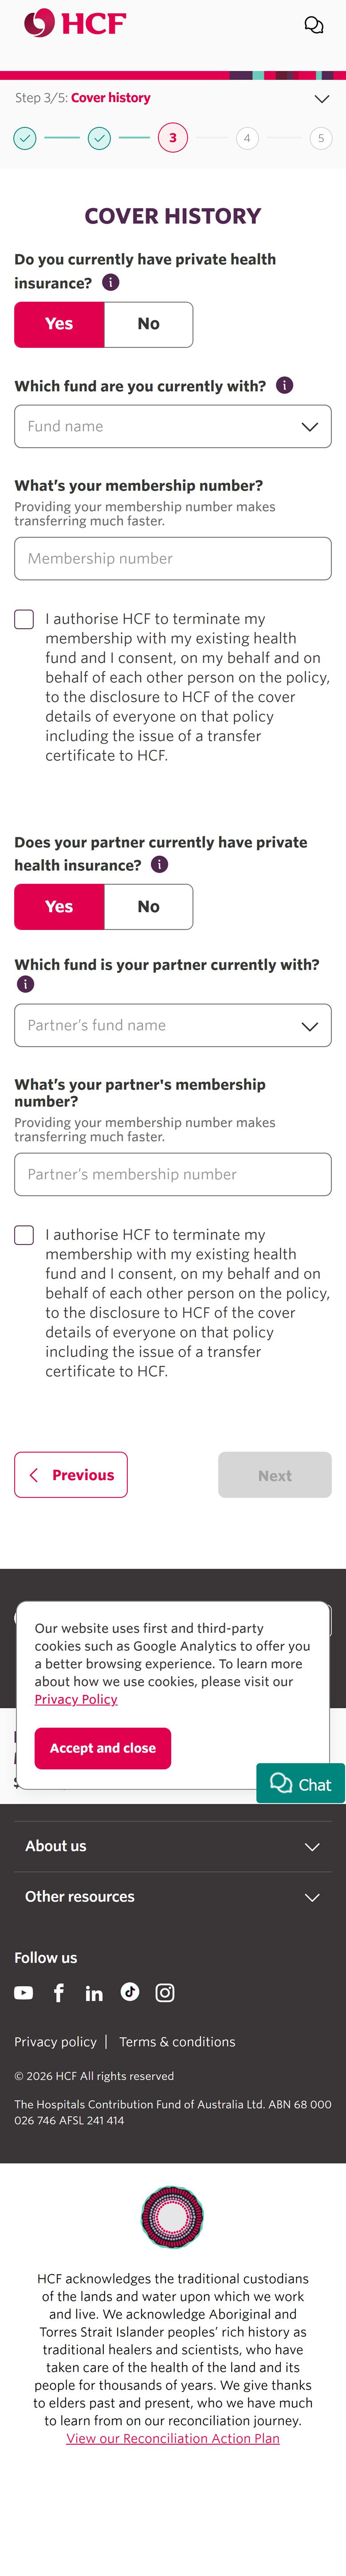 HCF
Step 3/5: Cover history
3
4
5
COVER HISTORY
Do you currently have private health
insurance? i
Yes
No
Which fund are you currently with? i
Fund name
What's your membership number?
Providing your membership number makes
transferring much faster.
Membership number
I authorise HCF to terminate my
membership with my existing health
fund and I consent, on my behalf and on
behalf of each other person on the policy,
to the disclosure to HCF of the cover
details of everyone on that policy
including the issue of a transfer
certificate to HCF.
Does your partner currently have private
health insurance? i
Yes
No
Which fund is your partner currently with?
i
Partner's fund name
What's your partner's membership
number?
Providing your membership number makes
transferring much faster.
Partner's membership number
I authorise HCF to terminate my
membership with my existing health
fund and I consent, on my behalf and on
behalf of each other person on the policy,
to the disclosure to HCF of the cover
details of everyone on that policy
including the issue of a transfer
certificate to HCF.
Previous
Next
Our website uses first and third-party
cookies such as Google Analytics to offer you
a better browsing experience. To learn more
about how we use cookies, please visit our
Privacy Policy
Accept and close
Chat
About us
Other resources
Follow us
Privacy policy | Terms & conditions
© 2026 HCF All rights reserved
The Hospitals Contribution Fund of Australia Ltd. ABN 68 000
026 746 AFSL 241 414
HCF acknowledges the traditional custodians
of the lands and water upon which we work
and live. We acknowledge Aboriginal and
Torres Strait Islander peoples' rich history as
traditional healers and scientists, who have
taken care of the health of the land and its
people for thousands of years. We give thanks
to elders past and present, who we have much
to learn from on our reconciliation journey.
View our Reconciliation Action Plan